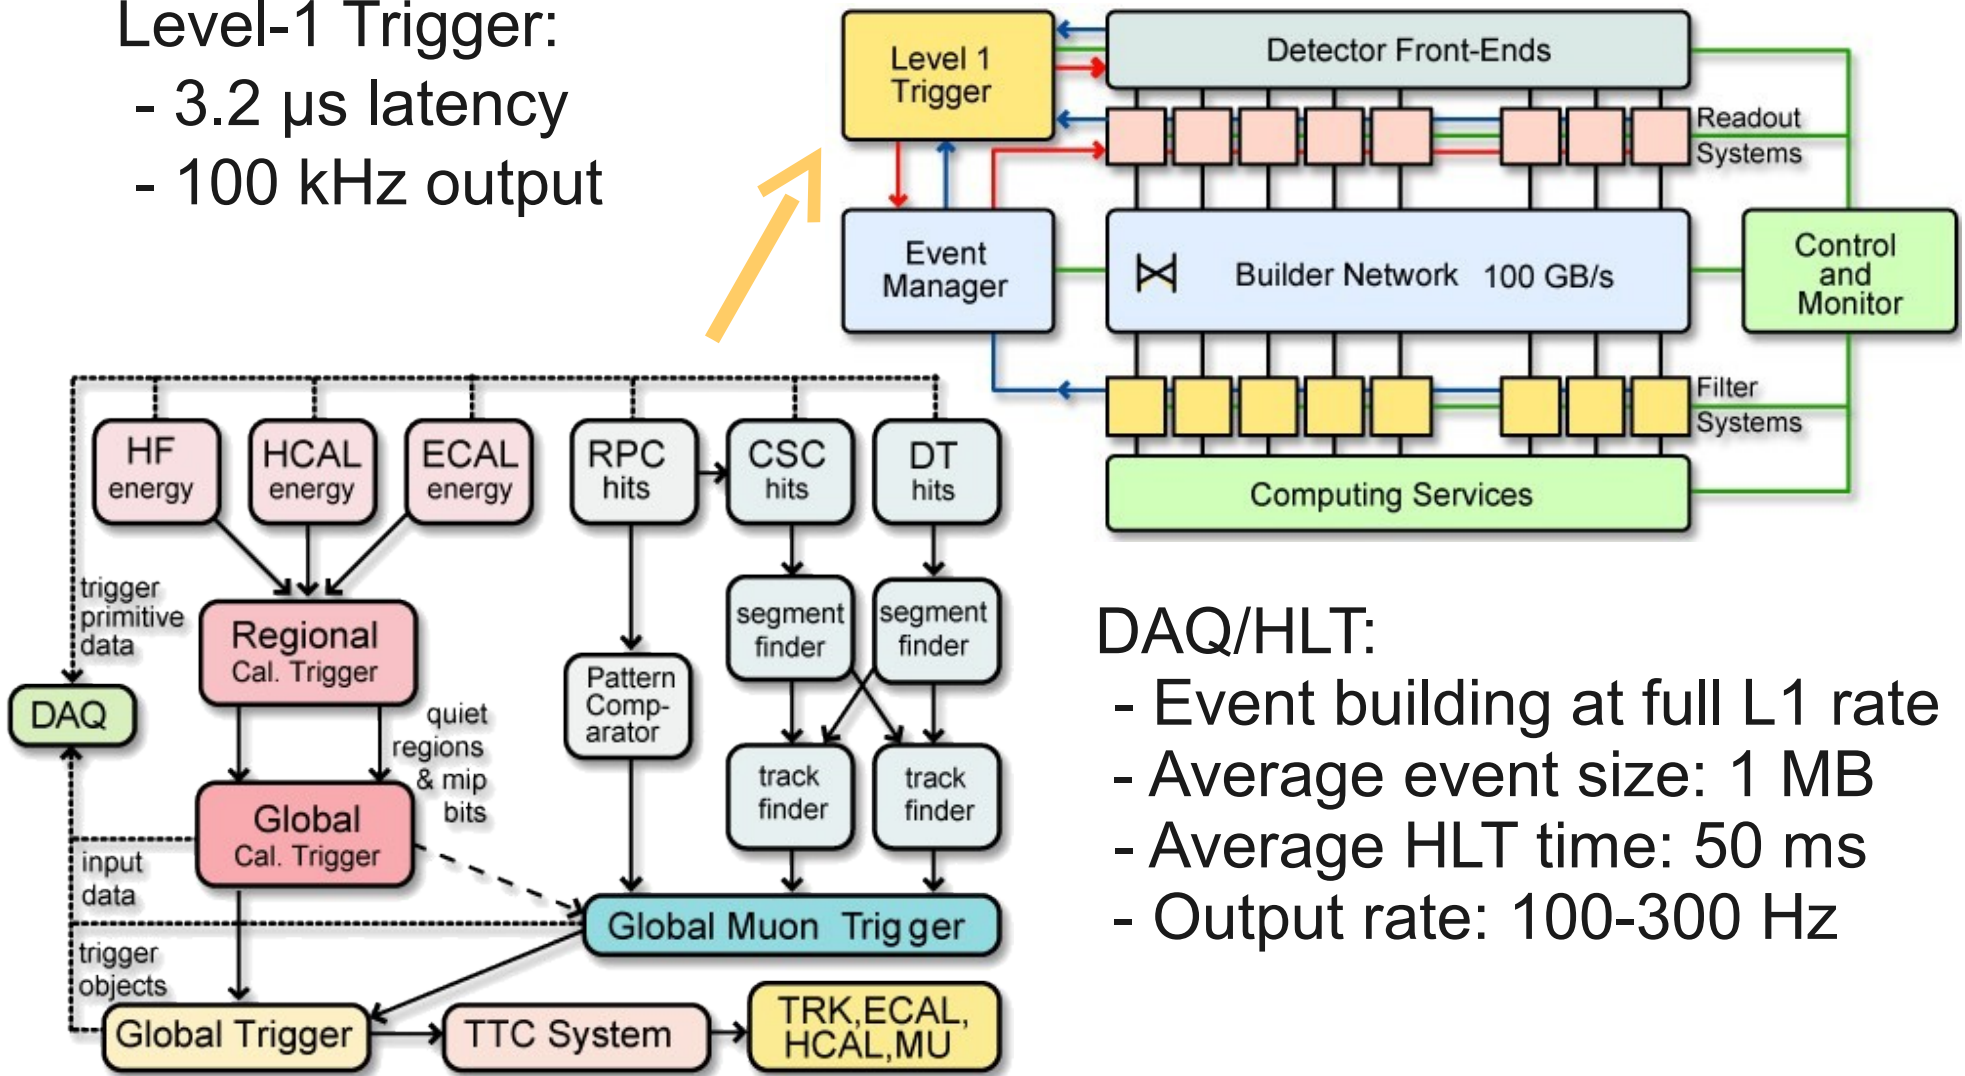 Level-1 Trigger:
- 3.2 µs latency
- 100 kHz output
Level 1
Trigger
Detector Front-Ends
Readout
Systems
Event
Manager
Builder Network 100 GB/s
Control
and
Monitor
Filter
Systems
Computing Services
HF
energy
HCAL
energy
ECAL
energy
RPC
hits
CSC
hits
DT
hits
trigger
primitive
data
Regional
Cal. Trigger
segment
finder
segment
finder
Pattern
Comp-
arator
DAQ
quiet
regions
& mip
bits
track
finder
track
finder
Global
Cal. Trigger
input
data
Global Muon Trigger
trigger
objects
Global Trigger
TTC System
TRK,ECAL,
HCAL,MU
DAQ/HLT:
- Event building at full L1 rate
- Average event size: 1 MB
- Average HLT time: 50 ms
- Output rate: 100-300 Hz